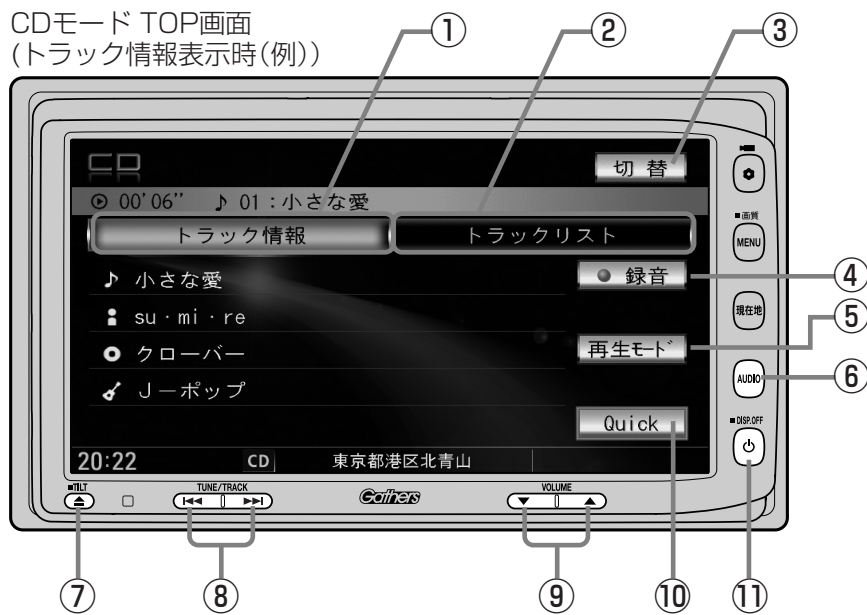 CDモード TOP画面
(トラック情報表示時(例))
① ② ③
CD
切 替
00'06'' ♪ 01：小さな愛
トラック情報 トラックリスト
♪ 小さな愛
● 録音
④
su・mi・re
⑤
クローバー
再生モード
J－ポップ
⑥
Quick
20:22 CD 東京都港区北青山
■画質
MENU
現在地
AUDIO
■DISP.OFF
■TILT
TUNE/TRACK
Gathers
VOLUME
⑦ ⑧ ⑨ ⑩ ⑪